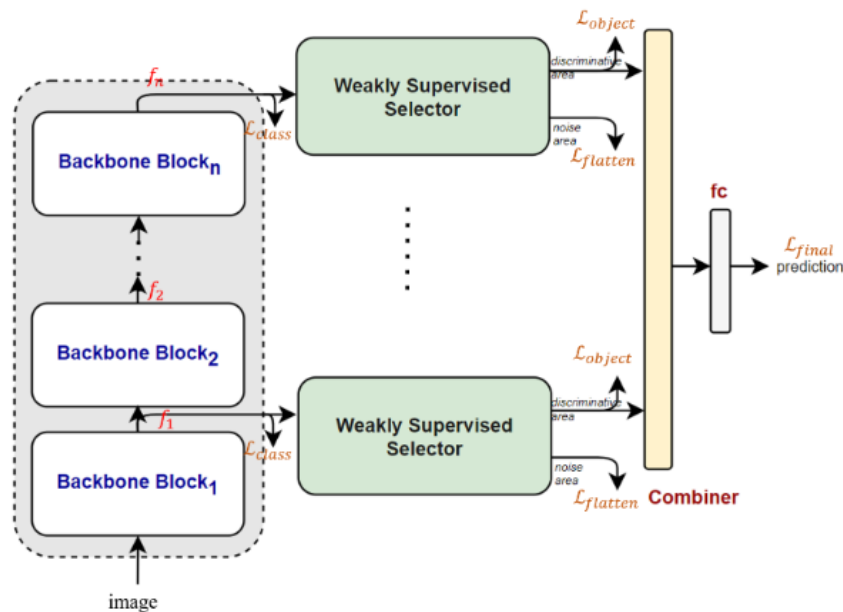 ℒobject
fn
Weakly Supervised
Selector
discriminative
area
ℒclass
noise
area
ℒflatten
Backbone Blockn
fc
ℒfinal
prediction
f2
Backbone Block2
ℒobject
f1
Weakly Supervised
Selector
discriminative
area
ℒclass
noise
area
ℒflatten
Backbone Block1
Combiner
image